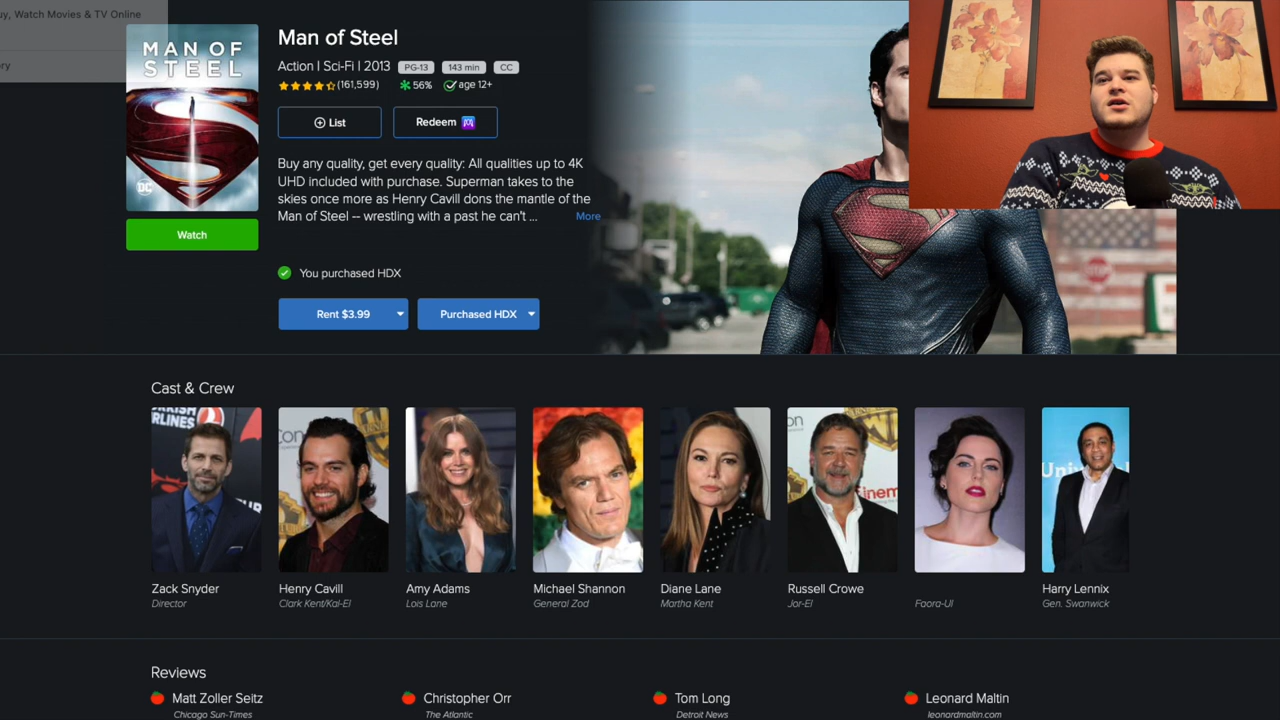 uy, Watch Movies & TV Online
ory
MAN OF
STEEL
DC
Watch
Man of Steel
Action | Sci-Fi | 2013 PG-13 143 min CC
(161,599) 56% age 12+
List
Redeem
Buy any quality, get every quality: All qualities up to 4K
UHD included with purchase. Superman takes to the
skies once more as Henry Cavill dons the mantle of the
Man of Steel -- wrestling with a past he can't ... More
You purchased HDX
Rent $3.99
Purchased HDX
STOP
Cast & Crew
RLINES
Zack Snyder
Director
Henry Cavill
Clark Kent/Kal-El
Amy Adams
Lois Lane
Michael Shannon
General Zod
Diane Lane
Martha Kent
Russell Crowe
Jor-El
Faora-Ul
Harry Lennix
Gen. Swanwick
Reviews
Matt Zoller Seitz
Chicago Sun-Times
Christopher Orr
The Atlantic
Tom Long
Detroit News
Leonard Maltin
leonardmaltin.com